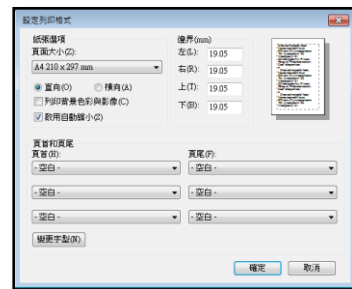 設定列印格式
紙張選項
頁面大小(Z):
A4 210 x 297 mm
直向(O) 橫向(A)
列印背景色彩與影像(C)
啟用自動縮小(S)
邊界(mm)
左(L): 19.05
右(R): 19.05
上(T): 19.05
下(B): 19.05
頁首和頁尾
頁首(H): 頁尾(F):
- 空白 - - 空白 -
- 空白 - - 空白 -
- 空白 - - 空白 -
變更字型(N)
確定 取消